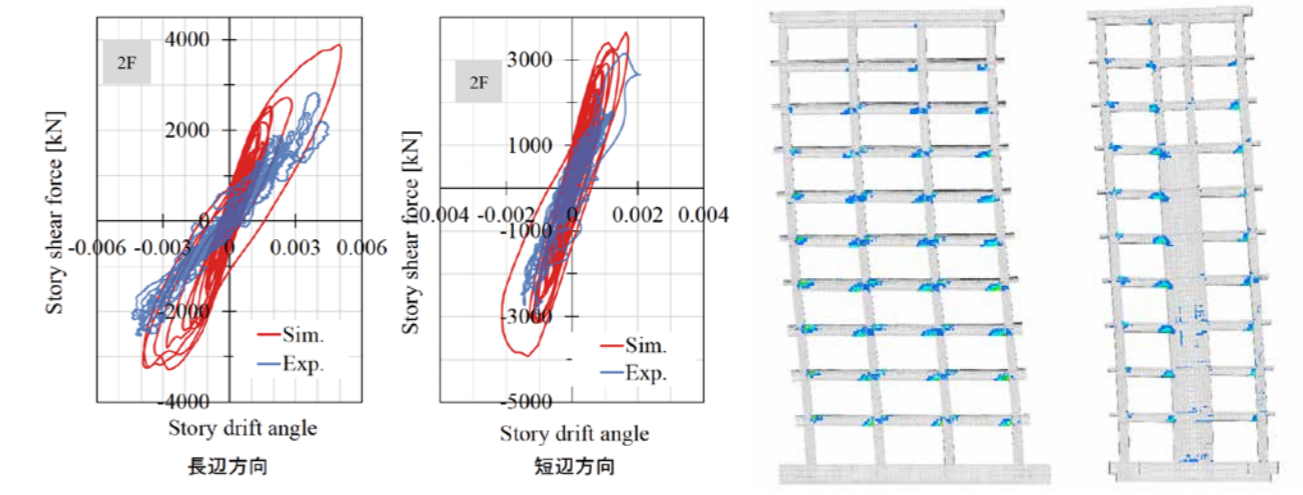 4000
2F
2000
0
-0.006 -0.003 0 0.003 0.006
-2000
-4000
Story shear force [kN]
Sim.
Exp.
Story drift angle
長辺方向
3000
2F
1000
0.004 -0.002 0 0.002 0.004
-1000
-3000
-5000
Story shear force [kN]
Sim.
Exp.
Story drift angle
短辺方向